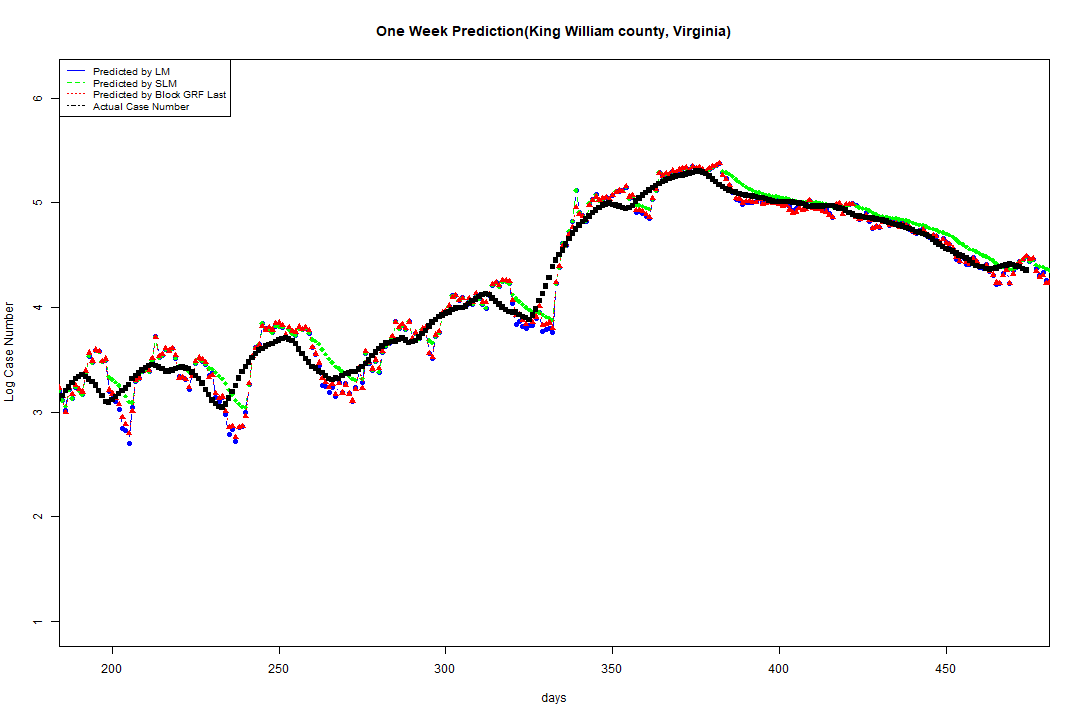 One Week Prediction(King William county, Virginia)
Predicted by LM
Predicted by SLM
Predicted by Block GRF Last
Actual Case Number
6
5
4
3
2
1
Log Case Number
200 250 300 350 400 450
days